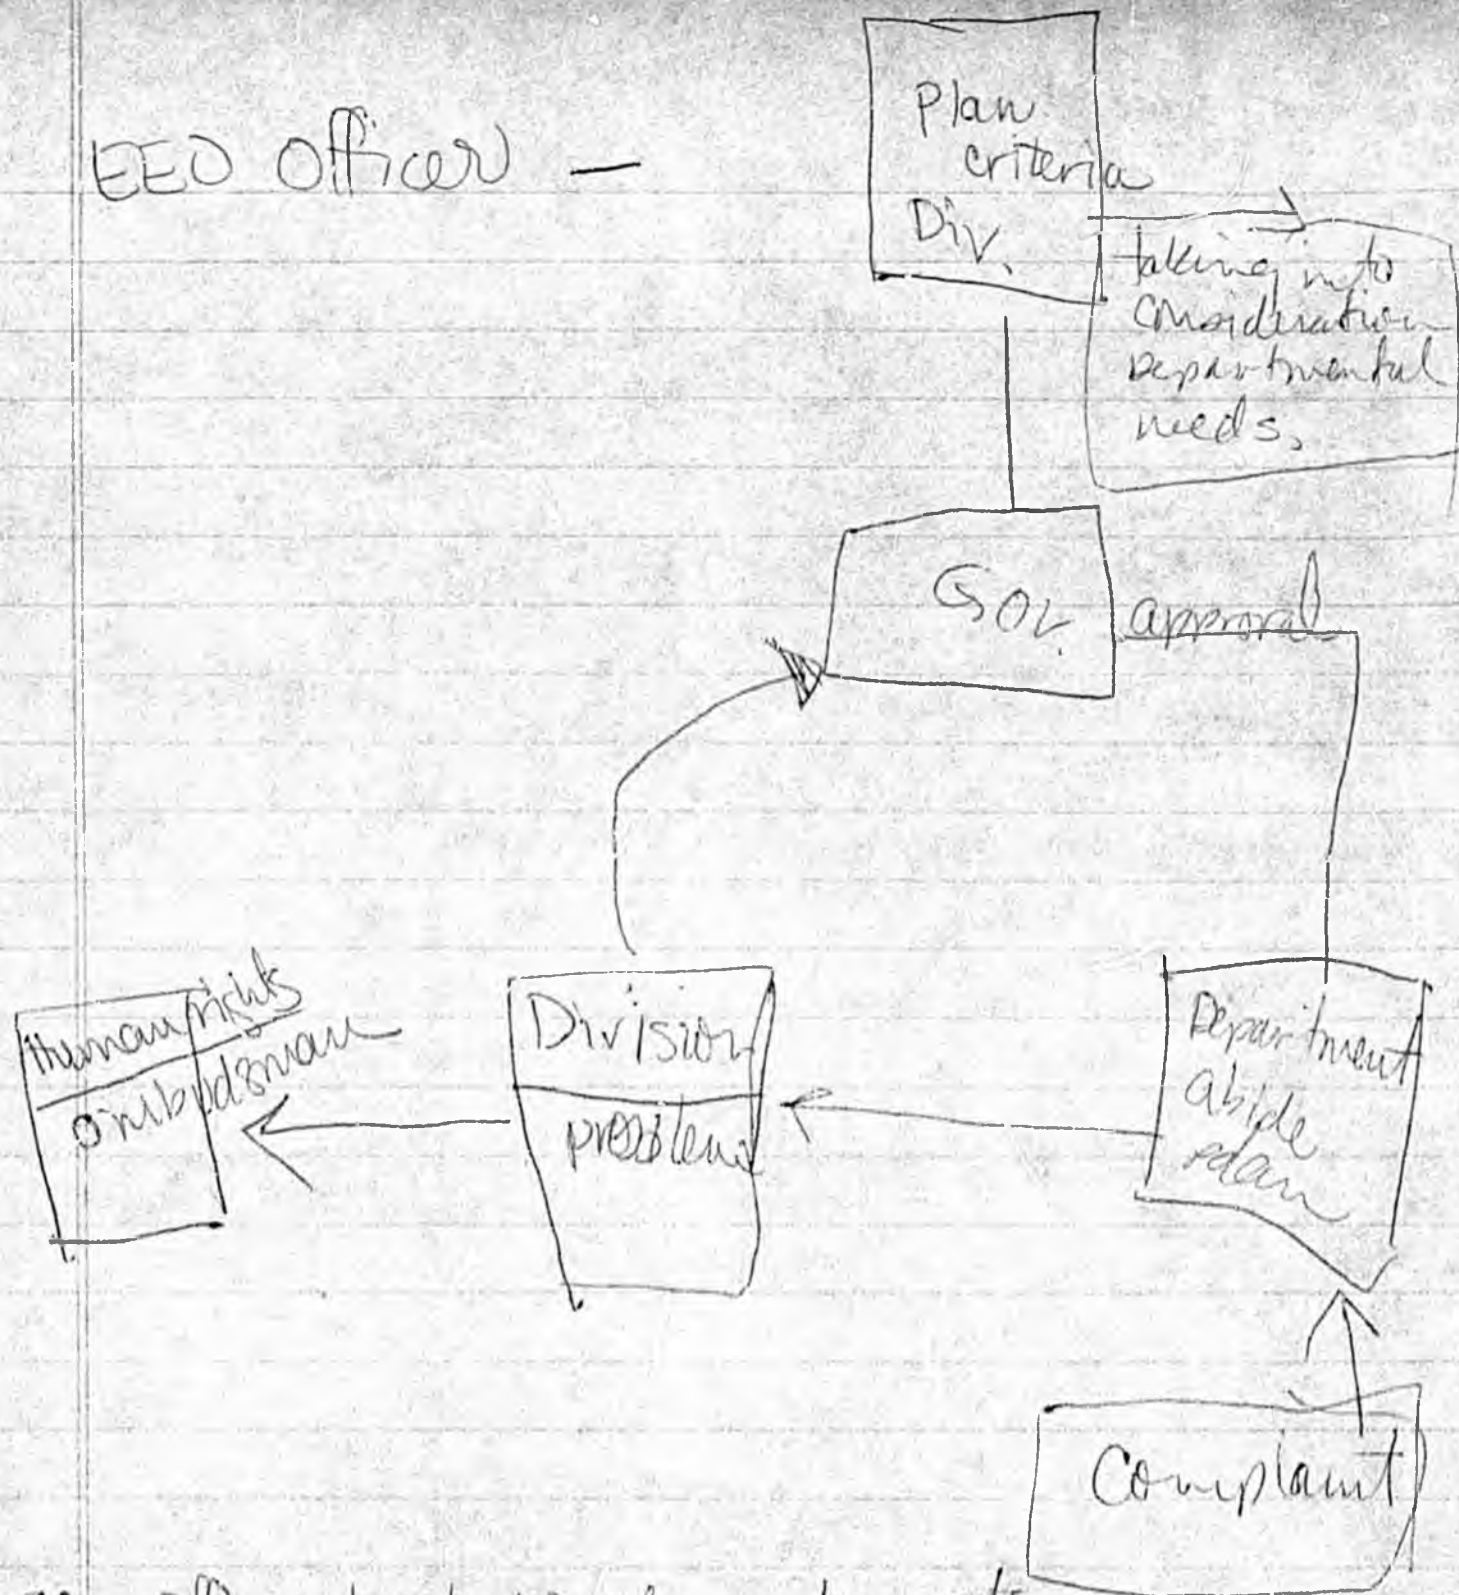 EEO Officer —
Plan
criteria
Div.
taking into
consideration
Departmental
needs.
Gov. approval
Human rights
ombudsman
Division
problem
Department
abide
plan
Complaint